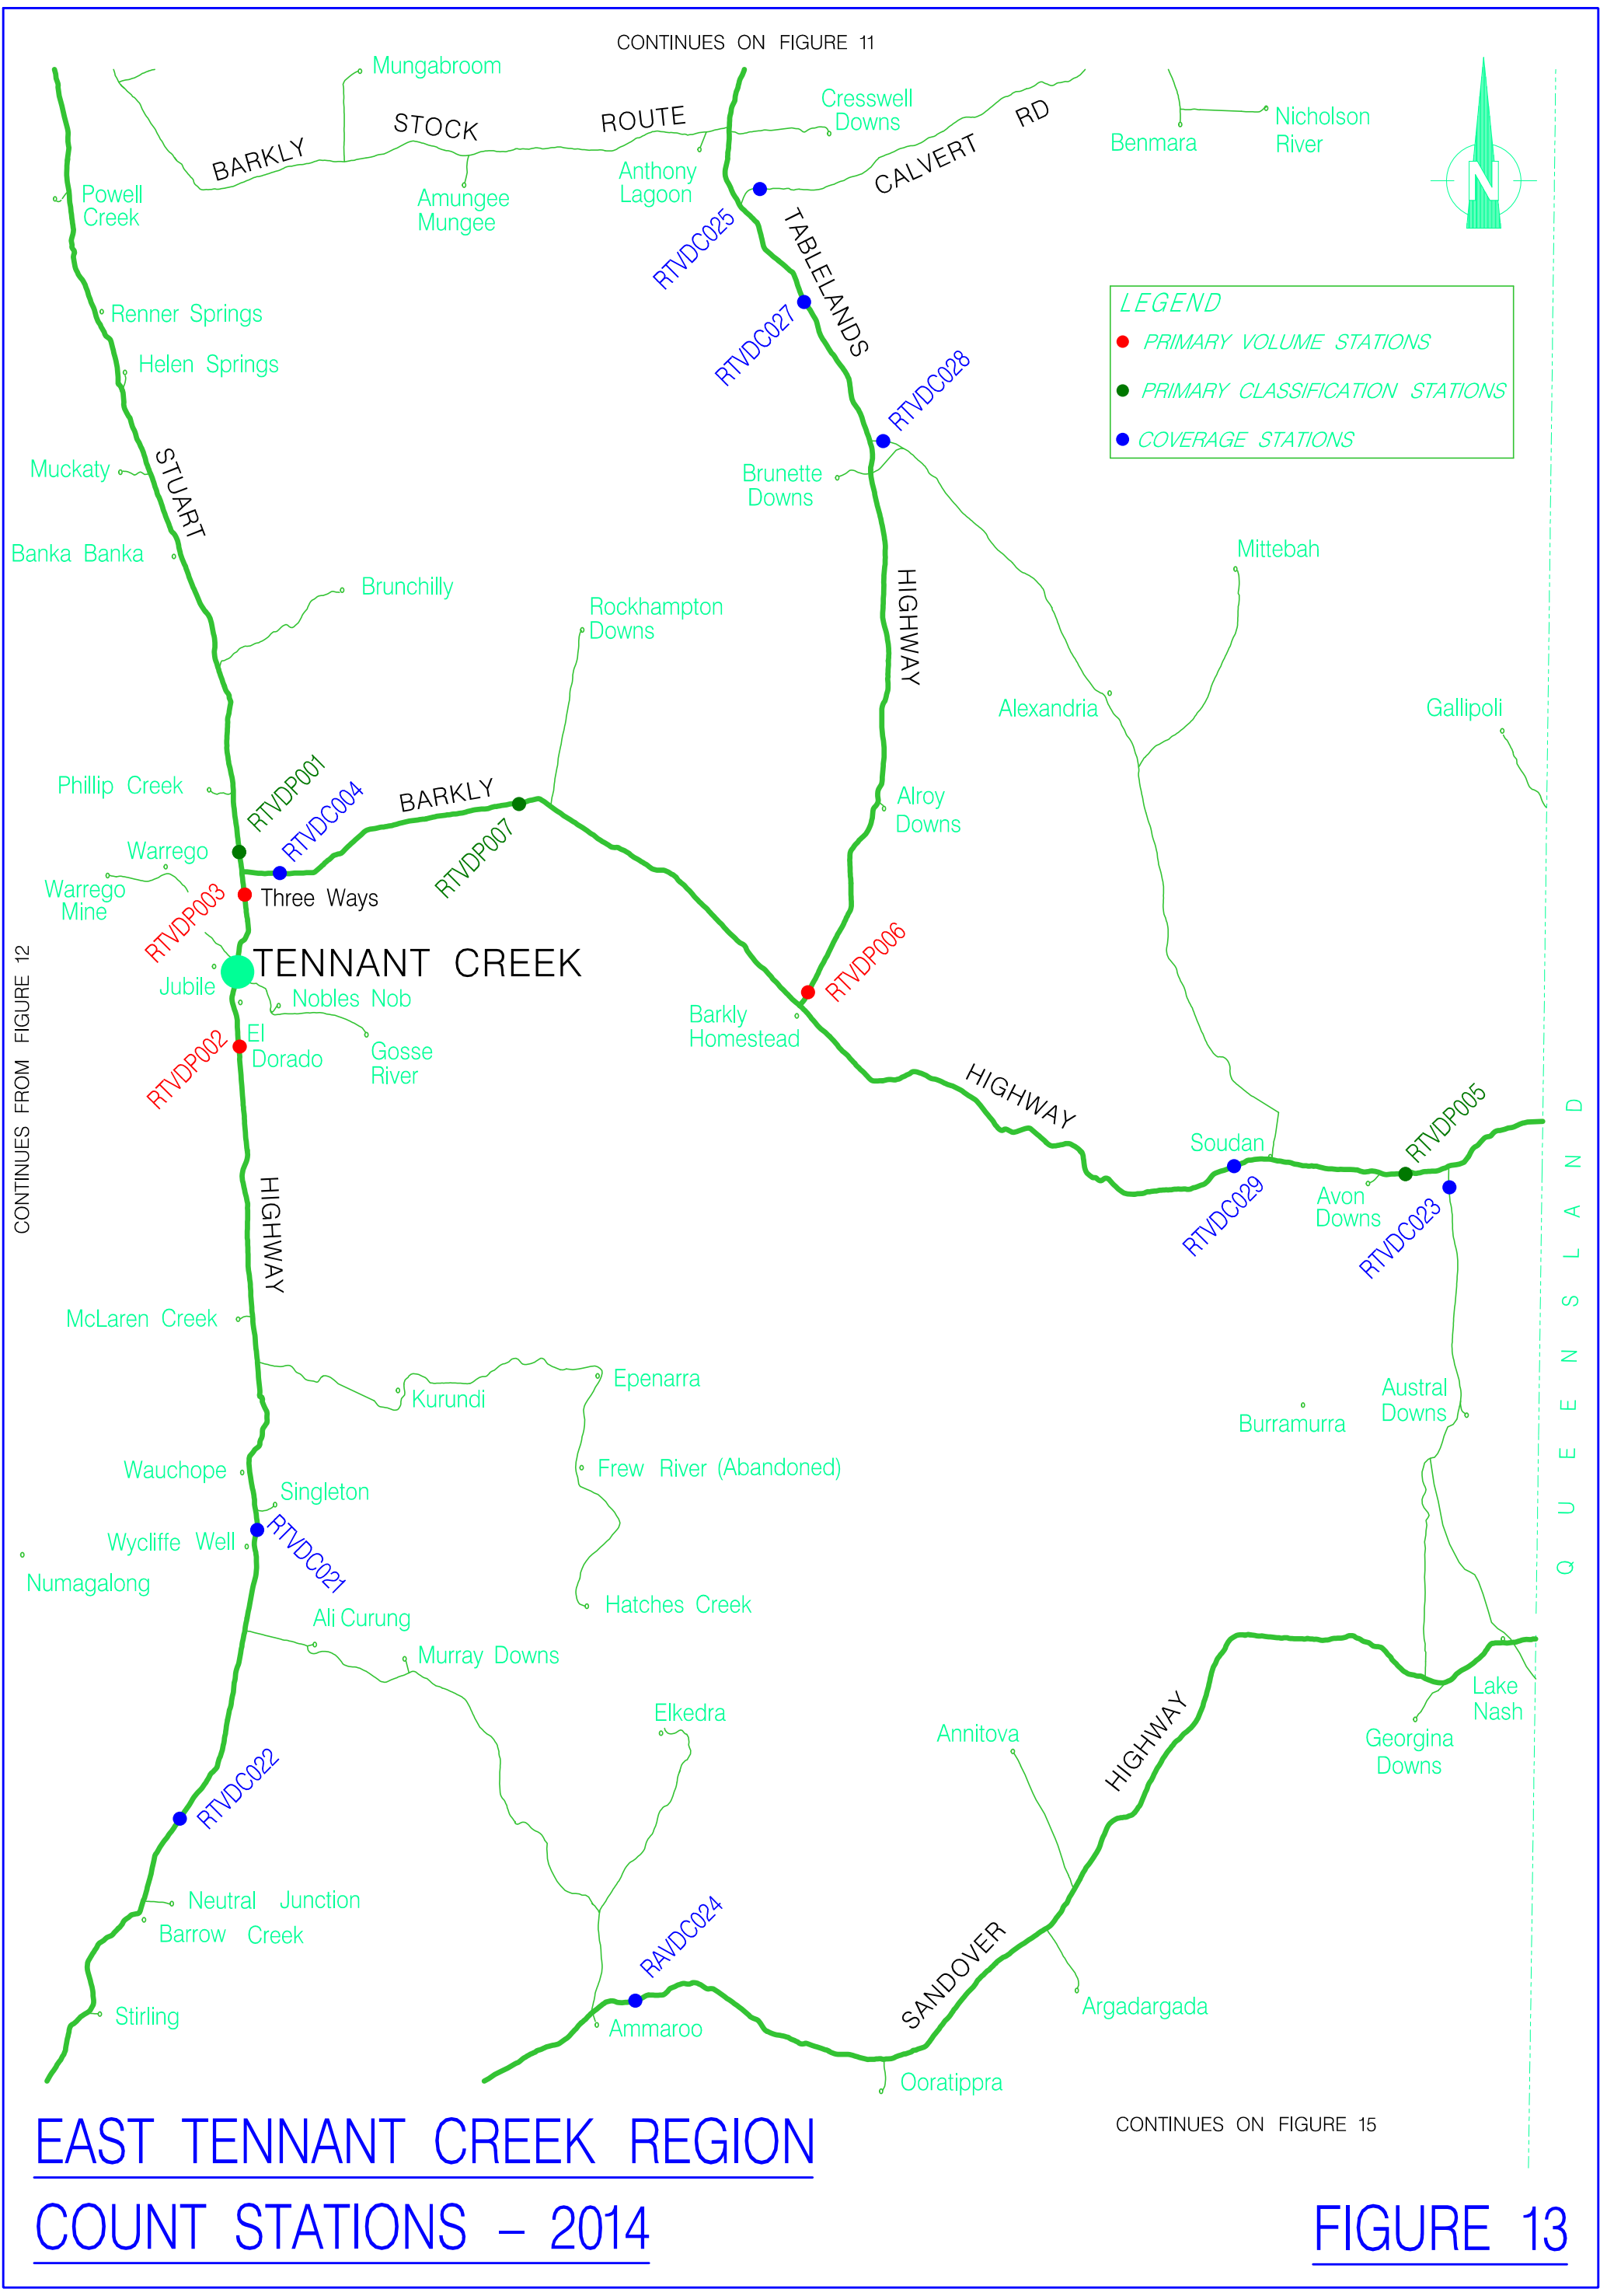 CONTINUES ON FIGURE 11
Mungabroom
Cresswell
Downs
BARKLY STOCK ROUTE
CALVERT RD
Nicholson
River
Benmara
Anthony
Lagoon
Amungee
Mungee
Powell
Creek
RTVDC025
TABLELANDS
RTVDC027
LEGEND
PRIMARY VOLUME STATIONS
PRIMARY CLASSIFICATION STATIONS
COVERAGE STATIONS
Renner Springs
Helen Springs
RTVDC028
Muckaty
STUART
Brunette
Downs
Banka Banka
Mittebah
Brunchilly
HIGHWAY
Rockhampton
Downs
Alexandria
Gallipoli
Phillip Creek
RTVDP001
RTVDC004
BARKLY
RTVDP007
Alroy
Downs
Warrego
Warrego
Mine
RTVDP003
Three Ways
CONTINUES FROM FIGURE 12
TENNANT CREEK
RTVDP006
Jubile
Nobles Nob
Barkly
Homestead
El
Dorado
RTVDP002
Gosse
River
HIGHWAY
RTVDP005
QUEENSLAND
Soudan
RTVDC029
Avon
Downs
RTVDC023
HIGHWAY
McLaren Creek
Epenarra
Kurundi
Austral
Downs
Burramurra
Wauchope
Frew River (Abandoned)
Singleton
Wycliffe Well
RTVDC021
Numagalong
Hatches Creek
Ali Curung
Murray Downs
Lake
Nash
Elkedra
Annitova
HIGHWAY
Georgina
Downs
RTVDC022
Neutral Junction
Barrow Creek
RAVDC024
SANDOVER
Argadargada
Stirling
Ammaroo
Ooratippra
CONTINUES ON FIGURE 15
EAST TENNANT CREEK REGION
COUNT STATIONS – 2014
FIGURE 13
N